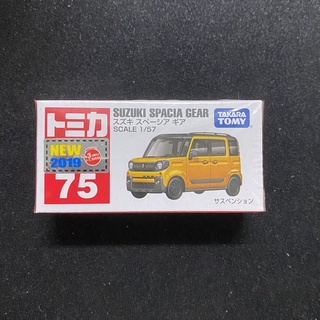 トミカ
SUZUKI SPACIA GEAR
スズキ スペーシア ギア
SCALE 1/57
TAKARA
TOMY
NEW
2019
75
サスペンション